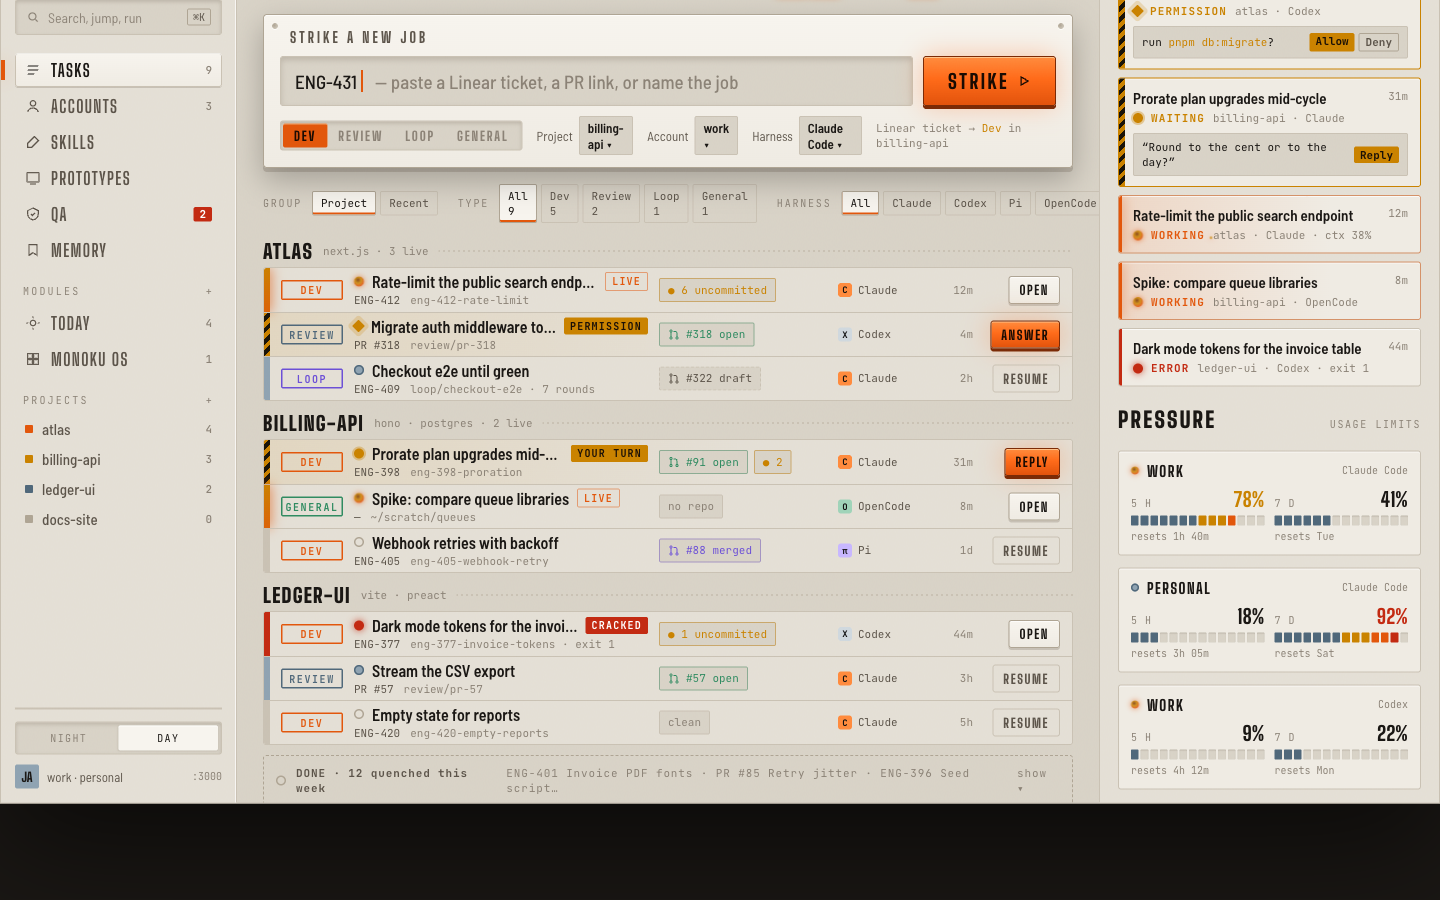 Search, jump, run ⌘K
TASKS 9
ACCOUNTS 3
SKILLS
PROTOTYPES
QA 2
MEMORY
MODULES +
TODAY 4
MONOKU OS 1
PROJECTS +
atlas 4
billing-api 3
ledger-ui 2
docs-site 0
NIGHT DAY
JA work · personal :3000
STRIKE A NEW JOB
ENG-431 — paste a Linear ticket, a PR link, or name the job
STRIKE ▷
DEV REVIEW LOOP GENERAL
Project billing-
api ▾
Account work
▾
Harness Claude
Code ▾
Linear ticket → Dev in
billing-api
GROUP Project Recent
TYPE All
9
Dev
5
Review
2
Loop
1
General
1
HARNESS All Claude Codex Pi OpenCode
ATLAS next.js · 3 live
DEV Rate-limit the public search endp... LIVE 6 uncommitted C Claude 12m OPEN
ENG-412 eng-412-rate-limit
REVIEW Migrate auth middleware to... PERMISSION #318 open X Codex 4m ANSWER
PR #318 review/pr-318
LOOP Checkout e2e until green #322 draft C Claude 2h RESUME
ENG-409 loop/checkout-e2e · 7 rounds
BILLING-API hono · postgres · 2 live
DEV Prorate plan upgrades mid-... YOUR TURN #91 open 2 C Claude 31m REPLY
ENG-398 eng-398-proration
GENERAL Spike: compare queue libraries LIVE no repo O OpenCode 8m OPEN
— ~/scratch/queues
DEV Webhook retries with backoff #88 merged π Pi 1d RESUME
ENG-405 eng-405-webhook-retry
LEDGER-UI vite · preact
DEV Dark mode tokens for the invoi... CRACKED 1 uncommitted X Codex 44m OPEN
ENG-377 eng-377-invoice-tokens · exit 1
REVIEW Stream the CSV export #57 open C Claude 3h RESUME
PR #57 review/pr-57
DEV Empty state for reports clean C Claude 5h RESUME
ENG-420 eng-420-empty-reports
DONE · 12 quenched this
week
ENG-401 Invoice PDF fonts · PR #85 Retry jitter · ENG-396 Seed
script…
show
▾
PERMISSION atlas · Codex
run pnpm db:migrate? Allow Deny
Prorate plan upgrades mid-cycle 31m
WAITING billing-api · Claude
“Round to the cent or to the
day?”
Reply
Rate-limit the public search endpoint 12m
WORKING atlas · Claude · ctx 38%
Spike: compare queue libraries 8m
WORKING billing-api · OpenCode
Dark mode tokens for the invoice table 44m
ERROR ledger-ui · Codex · exit 1
PRESSURE USAGE LIMITS
WORK Claude Code
5 H 78% 7 D 41%
resets 1h 40m resets Tue
PERSONAL Claude Code
5 H 18% 7 D 92%
resets 3h 05m resets Sat
WORK Codex
5 H 9% 7 D 22%
resets 4h 12m resets Mon